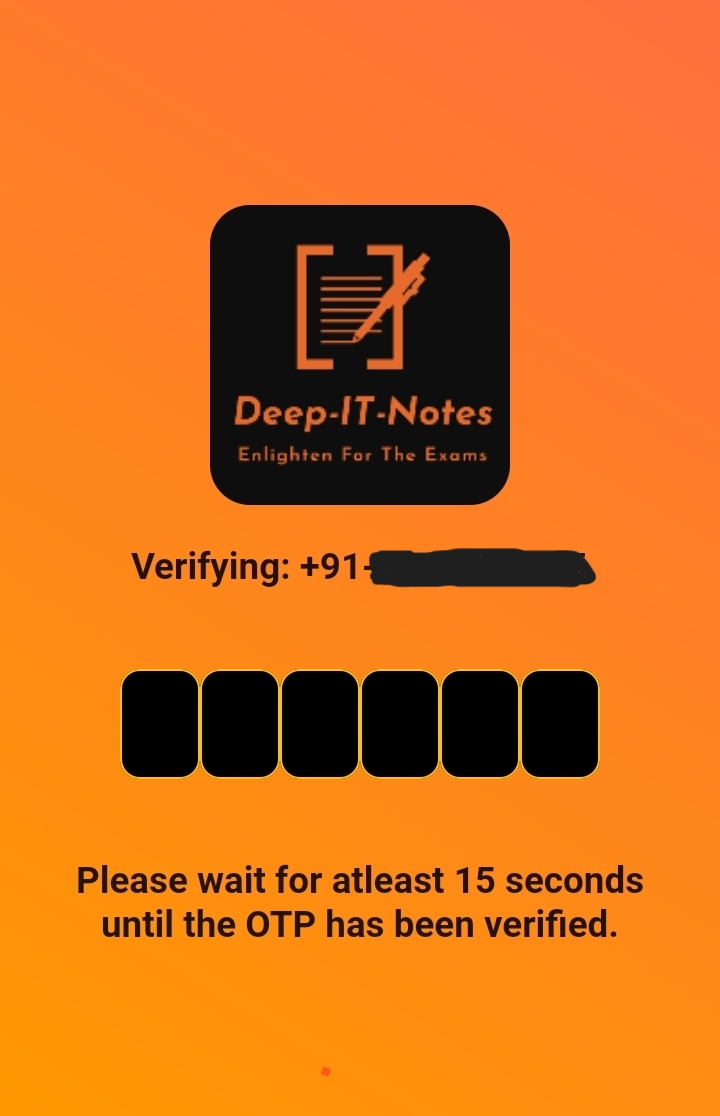 Deep-IT-Notes
Enlighten For The Exams
Verifying: +91-
Please wait for atleast 15 seconds
until the OTP has been verified.